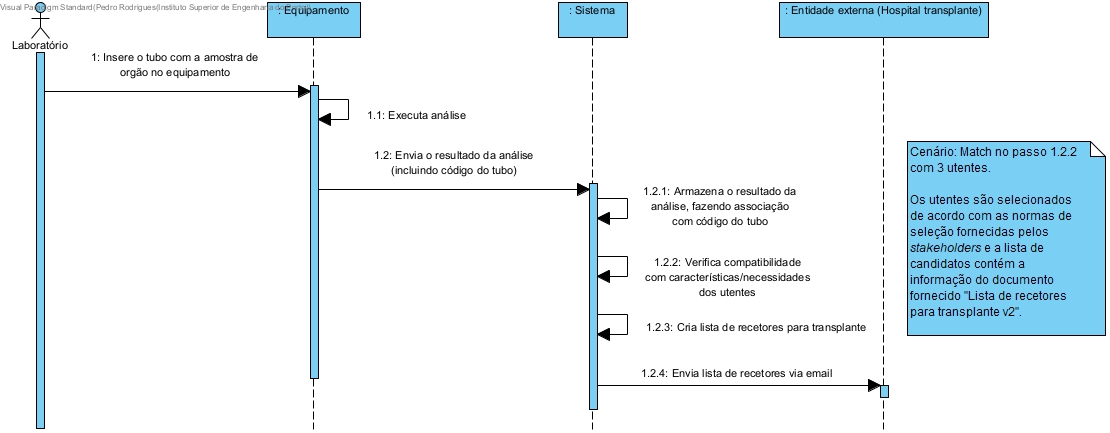 Visual Paradigm Standard(Pedro Rodrigues(Instituto Superior de Engenharia do
: Equipamento
: Sistema
: Entidade externa (Hospital transplante)
Laboratório
1: Insere o tubo com a amostra de
orgão no equipamento
1.1: Executa análise
1.2: Envia o resultado da análise
(incluindo código do tubo)
1.2.1: Armazena o resultado da
análise, fazendo associação
com código do tubo
1.2.2: Verifica compatibilidade
com características/necessidades
dos utentes
1.2.3: Cria lista de recetores para transplante
1.2.4: Envia lista de recetores via email
Cenário: Match no passo 1.2.2
com 3 utentes.
Os utentes são selecionados
de acordo com as normas de
seleção fornecidas pelos
stakeholders e a lista de
candidatos contém a
informação do documento
fornecido "Lista de recetores
para transplante v2".